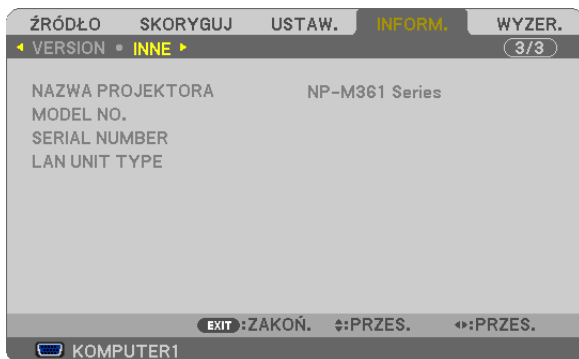 ŹRÓDŁO SKORYGUJ USTAW. INFORM. WYZER.
VERSION • INNE 3/3
NAZWA PROJEKTORA NP-M361 Series
MODEL NO.
SERIAL NUMBER
LAN UNIT TYPE
EXIT :ZAKOŃ. :PRZES. :PRZES.
KOMPUTER1